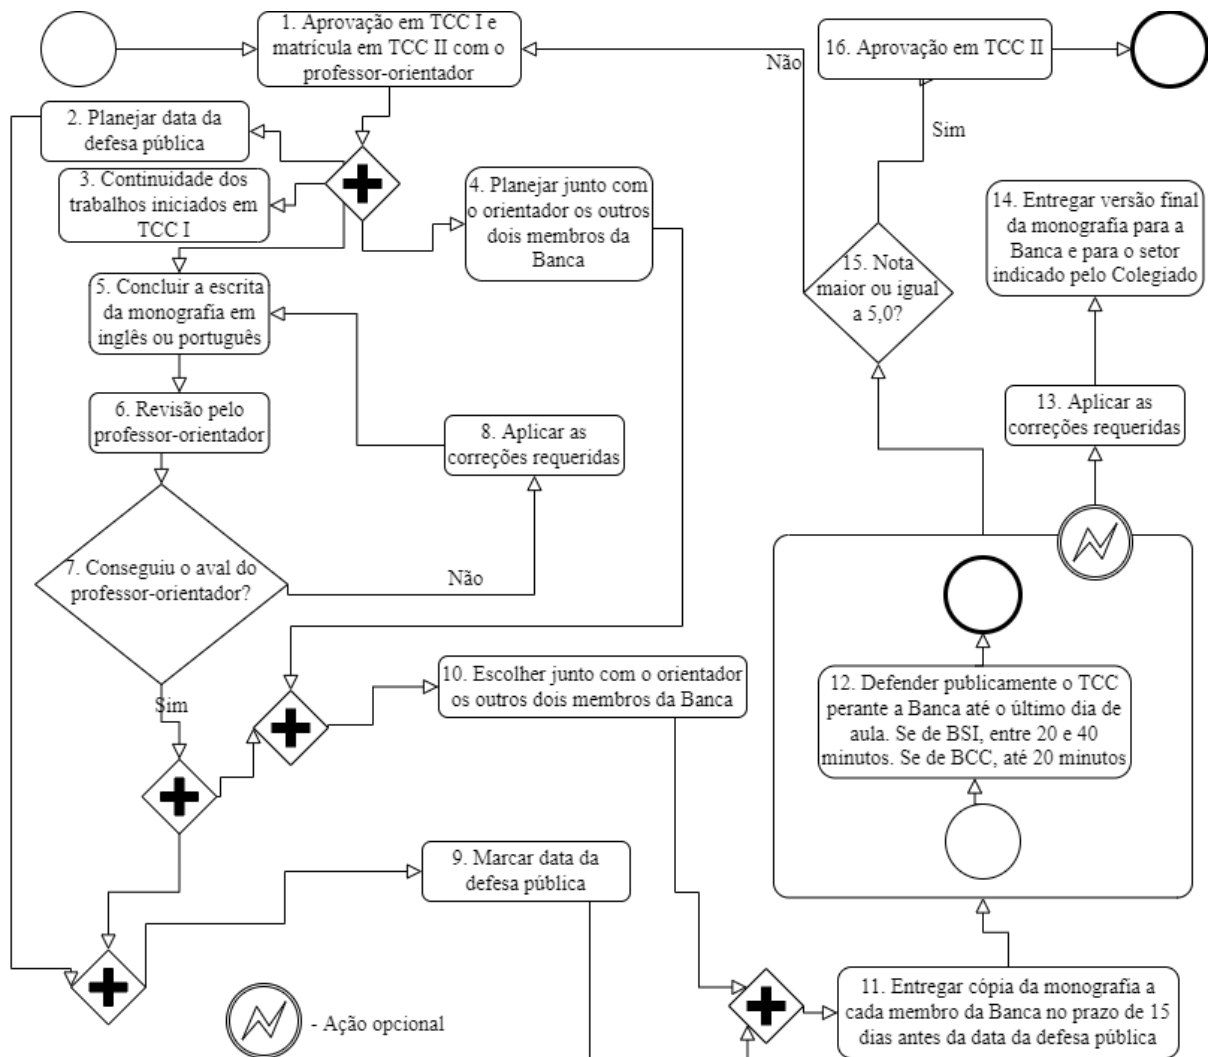 1. Aprovação em TCC I e
matrícula em TCC II com o
professor-orientador
16. Aprovação em TCC II
Não
2. Planejar data da
defesa pública
Sim
3. Continuidade dos
trabalhos iniciados em
TCC I
4. Planejar junto com
o orientador os outros
dois membros da
Banca
14. Entregar versão final
da monografia para a
Banca e para o setor
indicado pelo Colegiado
15. Nota
maior ou igual
a 5,0?
5. Concluir a escrita
da monografia em
inglês ou português
6. Revisão pelo
professor-orientador
8. Aplicar as
correções requeridas
13. Aplicar as
correções requeridas
7. Conseguiu o aval do
professor-orientador?
Não
Sim
10. Escolher junto com o orientador
os outros dois membros da Banca
12. Defender publicamente o TCC
perante a Banca até o último dia de
aula. Se de BSI, entre 20 e 40
minutos. Se de BCC, até 20 minutos
9. Marcar data da
defesa pública
11. Entregar cópia da monografia a
cada membro da Banca no prazo de 15
dias antes da data da defesa pública
- Ação opcional